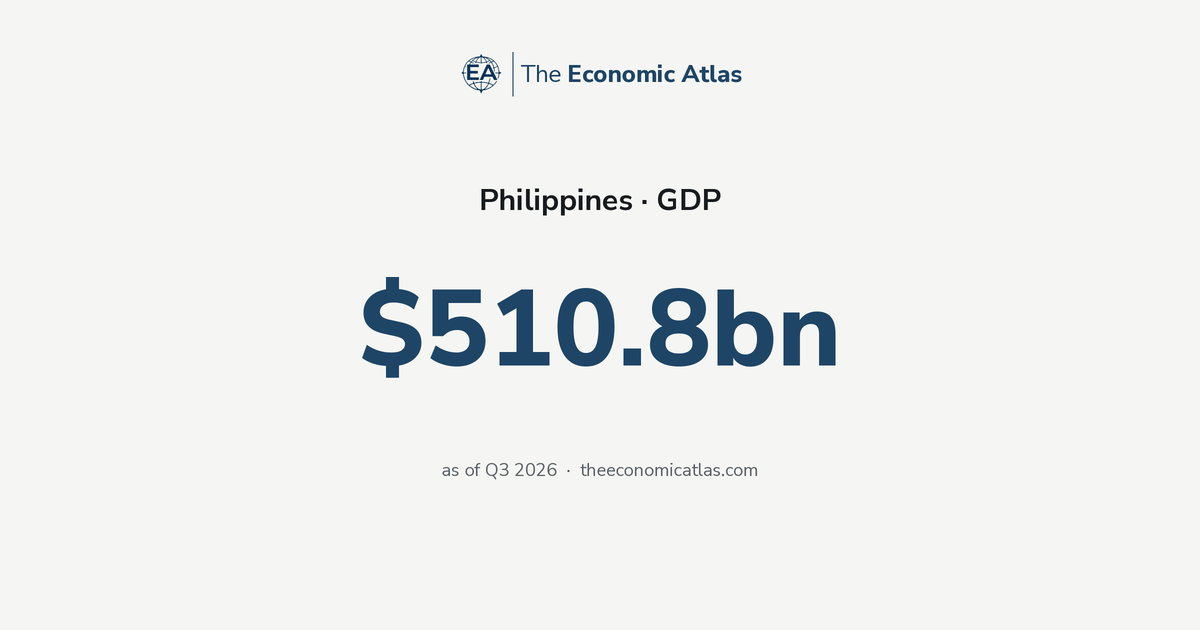 EA The Economic Atlas
Philippines · GDP
$510.8bn
as of Q3 2026 · theeconomicatlas.com